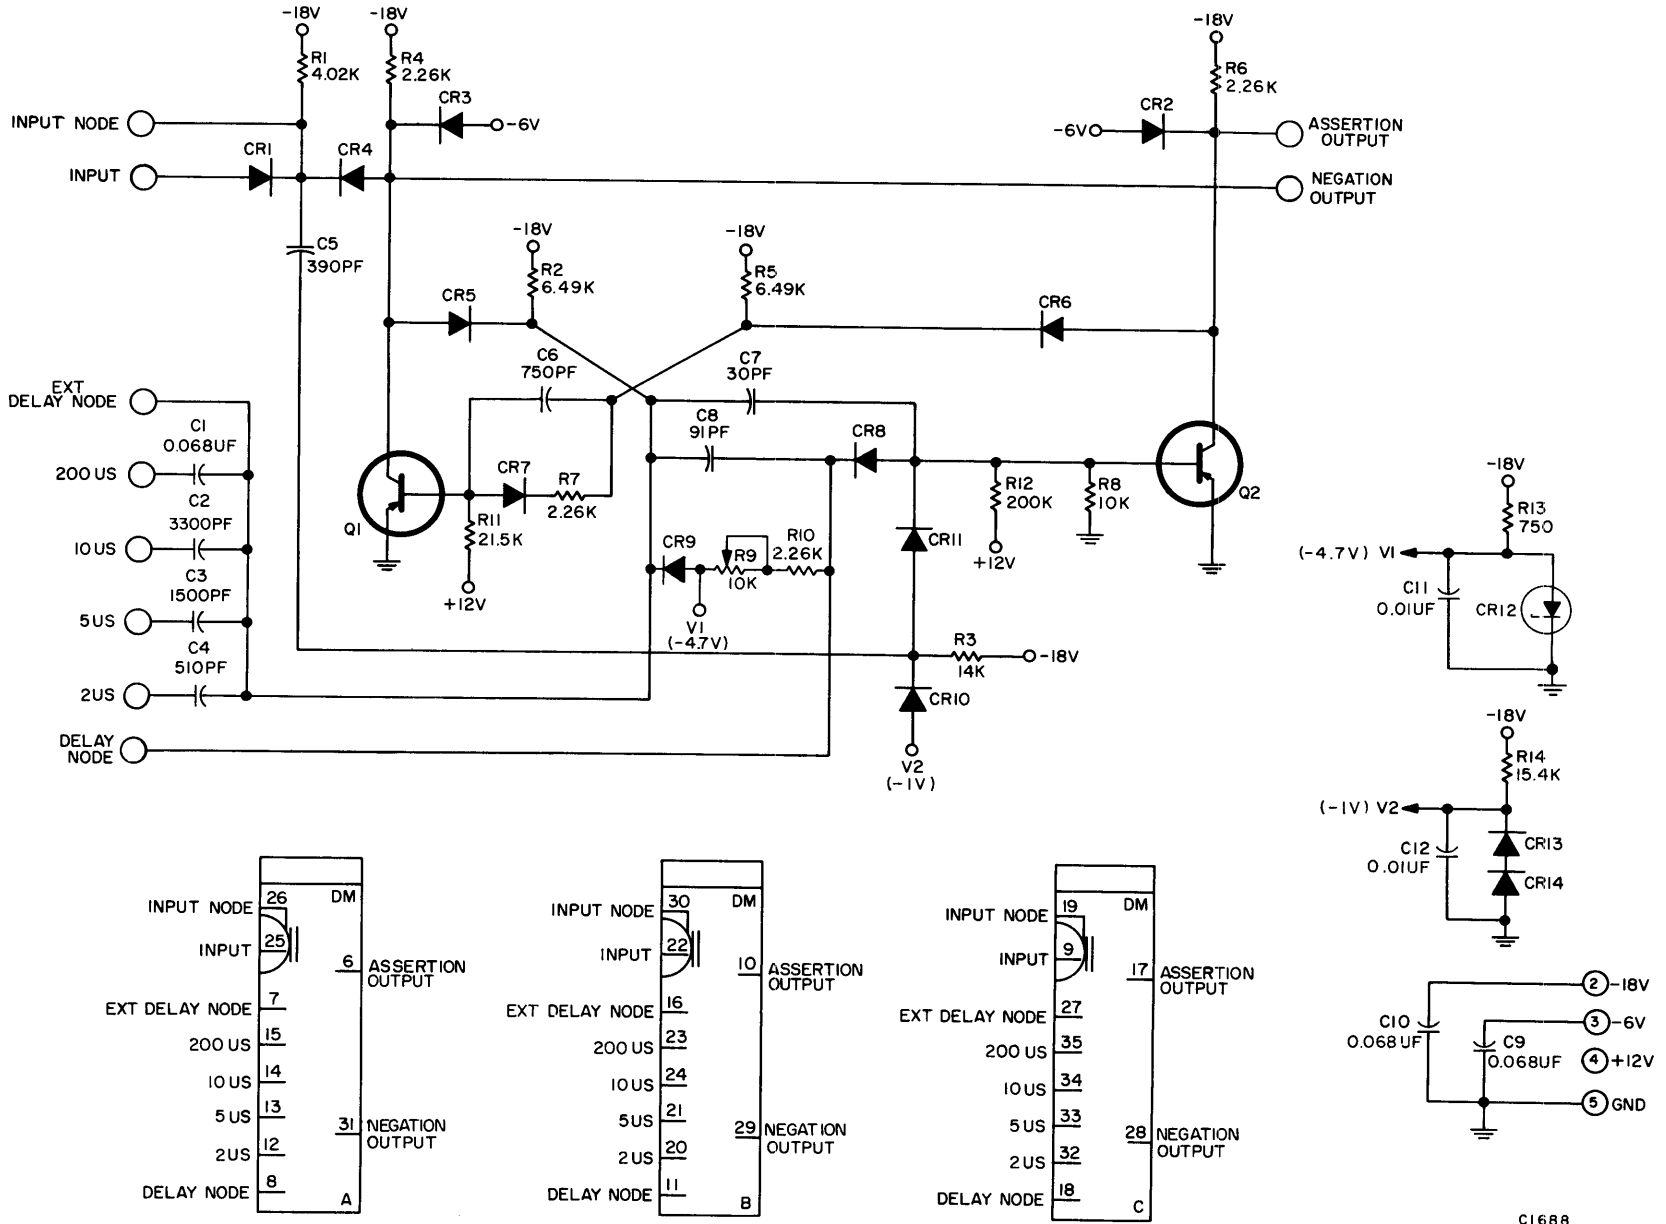 -18V
-18V
-18V
R1
4.02K
R4
2.26K
R6
2.26K
CR3
-6V
CR2
-6V
INPUT NODE
ASSERTION
OUTPUT
CR1
CR4
INPUT
NEGATION
OUTPUT
-18V
-18V
C5
390PF
R2
6.49K
R5
6.49K
CR5
CR6
C6
750PF
C7
30PF
EXT
DELAY NODE
C1
0.068UF
C8
91PF
CR8
200 US
CR7
R7
2.26K
R12
200K
R8
10K
Q2
-18V
C2
3300PF
Q1
R11
21.5K
R13
750
10 US
CR9
R9
10K
R10
2.26K
CR11
+12V
(-4.7V) V1
C3
1500PF
+12V
C11
0.01UF
CR12
5 US
V1
(-4.7V)
C4
510PF
R3
14K
-18V
2US
CR10
-18V
DELAY
NODE
V2
(-1V)
R14
15.4K
(-1V) V2
C12
0.01UF
CR13
CR14
26
DM
INPUT NODE
25
INPUT
6
ASSERTION
OUTPUT
7
EXT DELAY NODE
15
200 US
14
10 US
13
5 US
31
NEGATION
OUTPUT
12
2US
8
DELAY NODE
A
30
DM
INPUT NODE
22
INPUT
10
ASSERTION
OUTPUT
16
EXT DELAY NODE
23
200 US
24
10 US
21
5 US
29
NEGATION
OUTPUT
20
2 US
11
DELAY NODE
B
19
DM
INPUT NODE
9
INPUT
17
ASSERTION
OUTPUT
27
EXT DELAY NODE
35
200 US
34
10 US
33
5 US
28
NEGATION
OUTPUT
32
2 US
18
DELAY NODE
C
2 -18V
C10
0.068UF
3 -6V
C9
0.068UF
4 +12V
5 GND
C1688